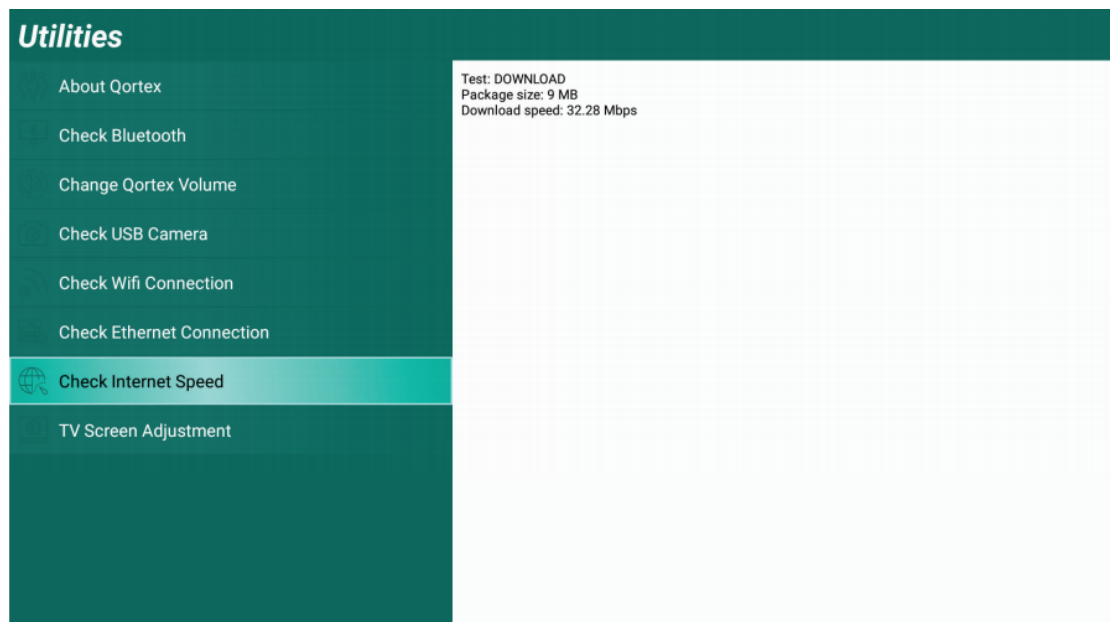 Utilities
About Qortex
Check Bluetooth
Change Qortex Volume
Check USB Camera
Check Wifi Connection
Check Ethernet Connection
Check Internet Speed
TV Screen Adjustment
Test: DOWNLOAD
Package size: 9 MB
Download speed: 32.28 Mbps